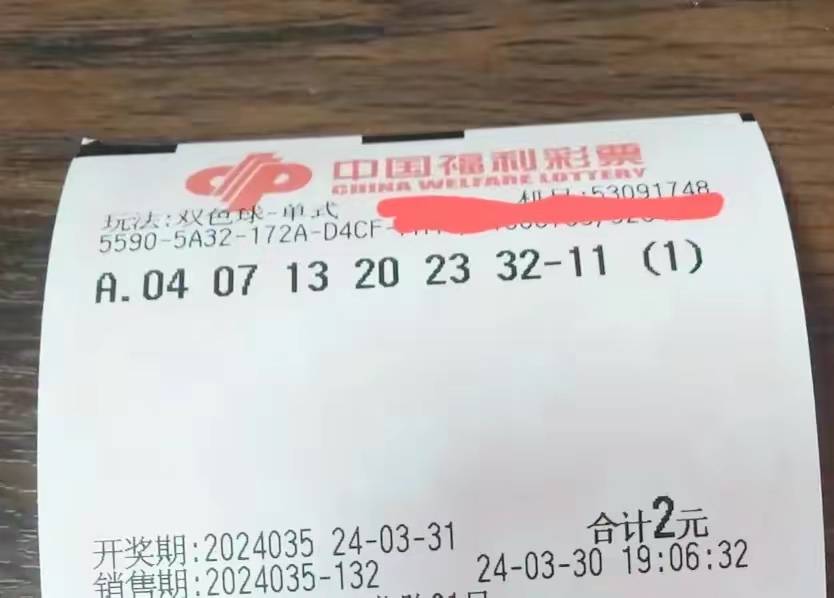 中国福利彩票
CHINA WELFARE LOTTERY
玩法:双色球-单式 机号:53091748
5590-5A32-172A-D4CF-
A.04 07 13 20 23 32-11 (1)
合计2元
开奖期:2024035 24-03-31
销售期:2024035-132 24-03-30 19:06:32